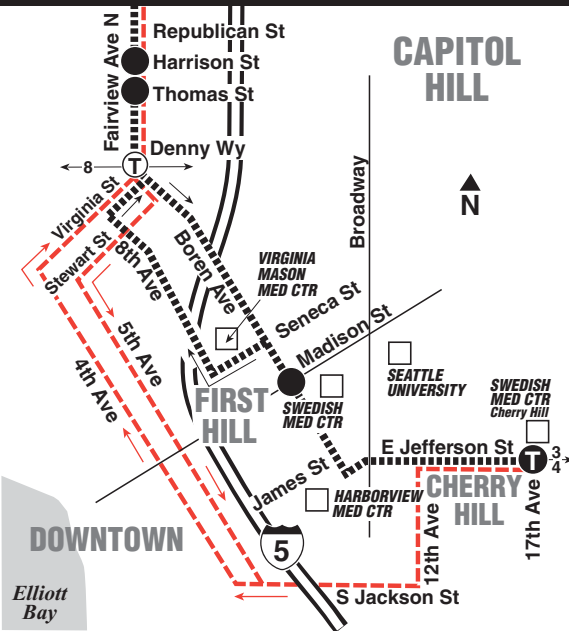 Republican St
Fairview Ave N
Harrison St
Thomas St
CAPITOL
HILL
Denny Wy
8
T
N
Broadway
Virginia St
Stewart St
8th Ave
Boren Ave
VIRGINIA
MASON
MED CTR
Seneca St
Madison St
5th Ave
4th Ave
FIRST
HILL
SWEDISH
MED CTR
SEATTLE
UNIVERSITY
SWEDISH
MED CTR
Cherry Hill
E Jefferson St
T
3
4
James St
HARBORVIEW
MED CTR
CHERRY
HILL
12th Ave
17th Ave
DOWNTOWN
5
Elliott
Bay
S Jackson St